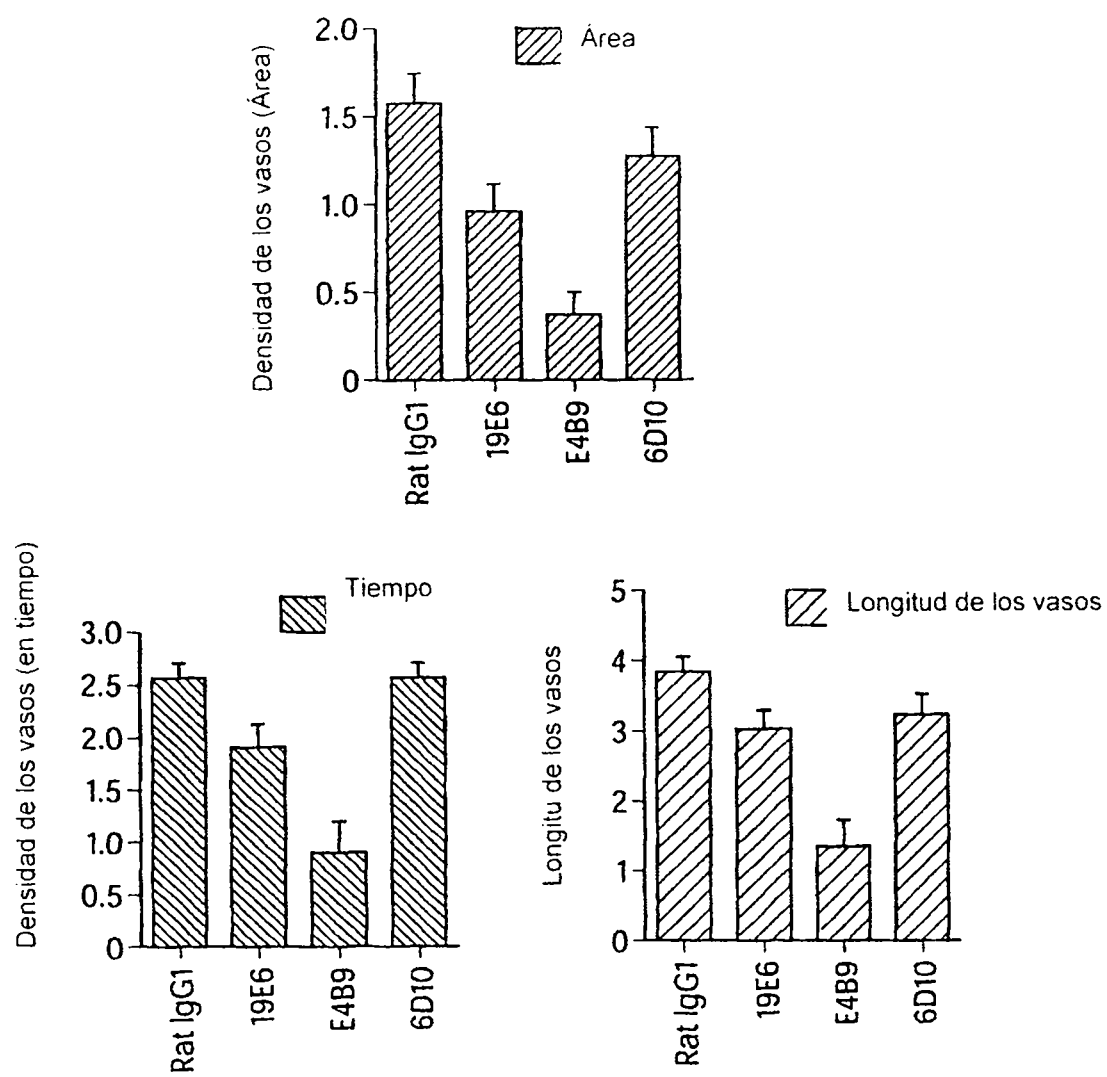 Área
Densidad de los vasos (Área)
2.0
1.5
1.0
0.5
0
Rat IgG1
19E6
E4B9
6D10
Tiempo
Densidad de los vasos (en tiempo)
3.0
2.5
2.0
1.5
1.0
0.5
0
Rat IgG1
19E6
E4B9
6D10
Longitud de los vasos
Longitu de los vasos
5
4
3
2
1
0
Rat IgG1
19E6
E4B9
6D10